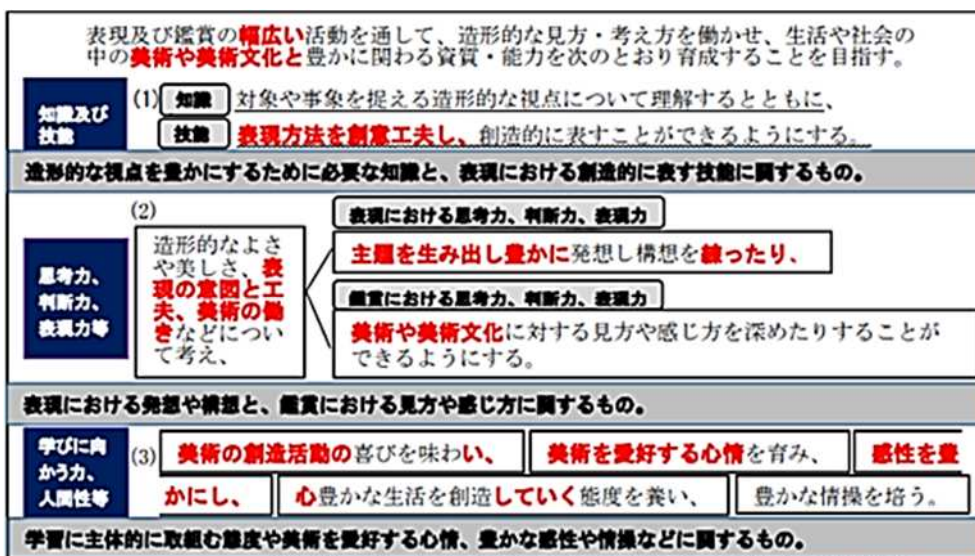 表現及び鑑賞の幅広い活動を通して、造形的な見方・考え方を働かせ、生活や社会の
中の美術や美術文化と豊かに関わる資質・能力を次のとおり育成することを目指す。
知識及び
技能
(1) 知識 対象や事象を捉える造形的な視点について理解するとともに、
技能 表現方法を創意工夫し、創造的に表すことができるようにする。
造形的な視点を豊かにするために必要な知識と、表現における創造的に表す技能に関するもの。
思考力、
判断力、
表現力等
(2)
造形的なよさ
や美しさ、表
現の意図と工
夫、美術の働
きなどについ
て考え、
表現における思考力、判断力、表現力
主題を生み出し豊かに発想し構想を練ったり、
鑑賞における思考力、判断力、表現力
美術や美術文化に対する見方や感じ方を深めたりすることが
できるようにする。
表現における発想や構想と、鑑賞における見方や感じ方に関するもの。
学びに向
かう力、
人間性等
(3) 美術の創造活動の喜びを味わい、 美術を愛好する心情を育み、 感性を豊
かにし、 心豊かな生活を創造していく態度を養い、 豊かな情操を培う。
学習に主体的に取組む態度や美術を愛好する心情、豊かな感性や情操などに関するもの。